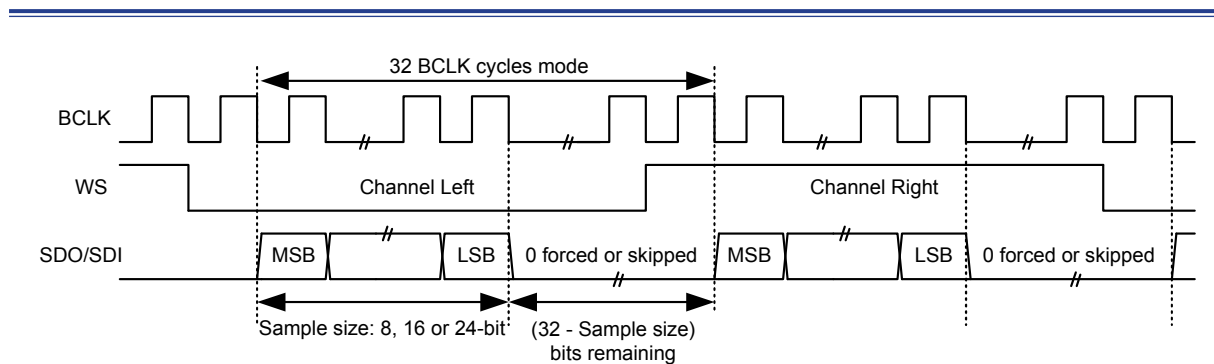 32 BCLK cycles mode
BCLK
WS
Channel Left
Channel Right
SDO/SDI
MSB
LSB
0 forced or skipped
MSB
LSB
0 forced or skipped
Sample size: 8, 16 or 24-bit
(32 - Sample size)
bits remaining